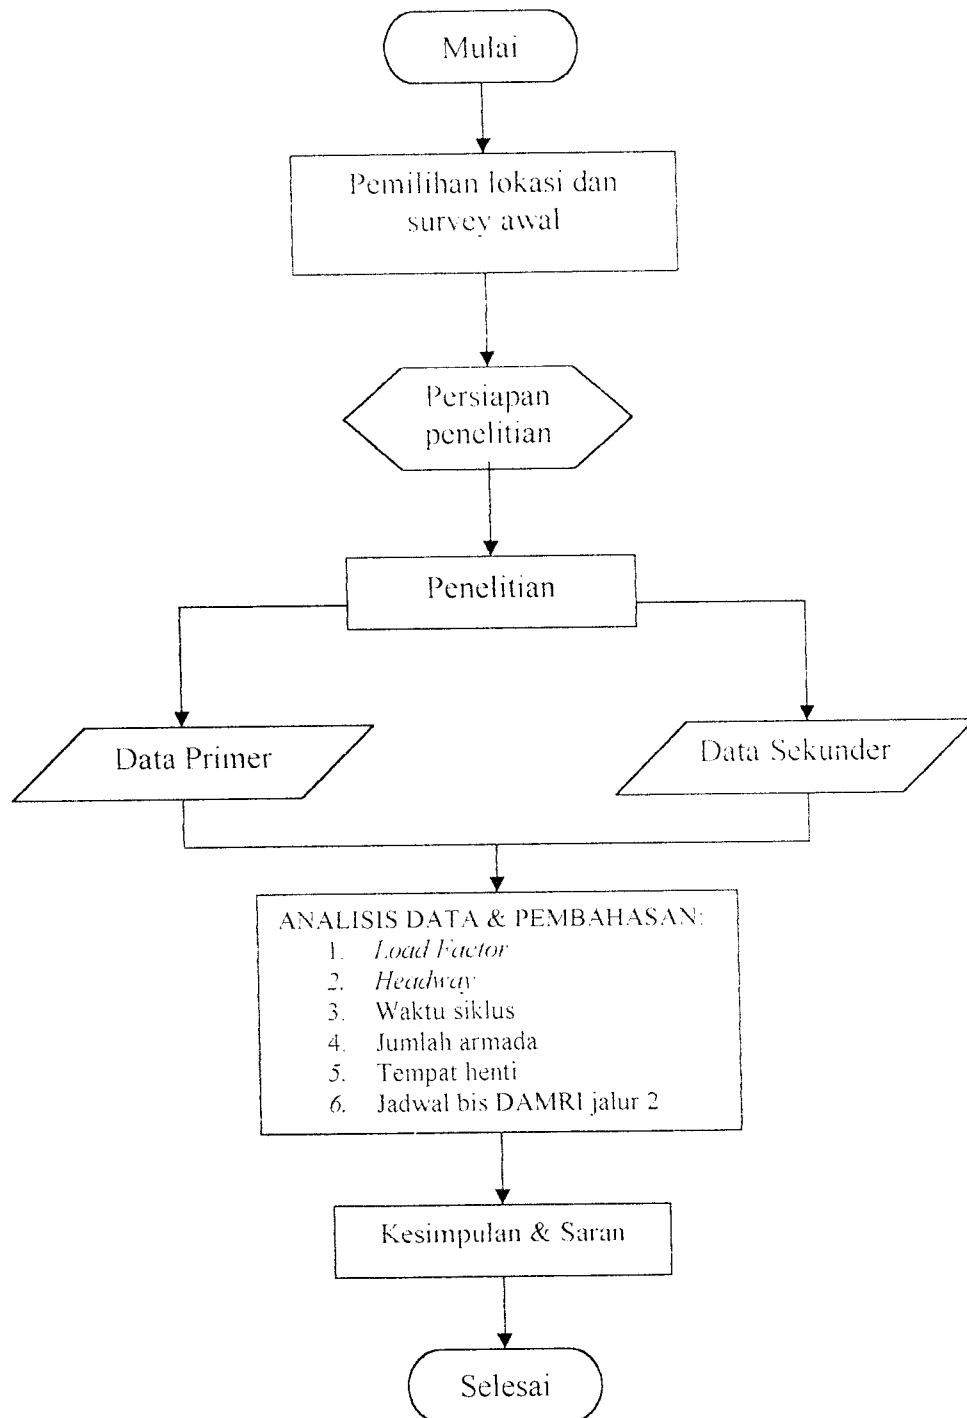 Mulai
Pemilihan lokasi dan
survey awal
Persiapan
penelitian
Penelitian
Data Primer
Data Sekunder
ANALISIS DATA & PEMBAHASAN:
1. Load Factor
2. Headway
3. Waktu siklus
4. Jumlah armada
5. Tempat henti
6. Jadwal bis DAMRI jalur 2
Kesimpulan & Saran
Selesai